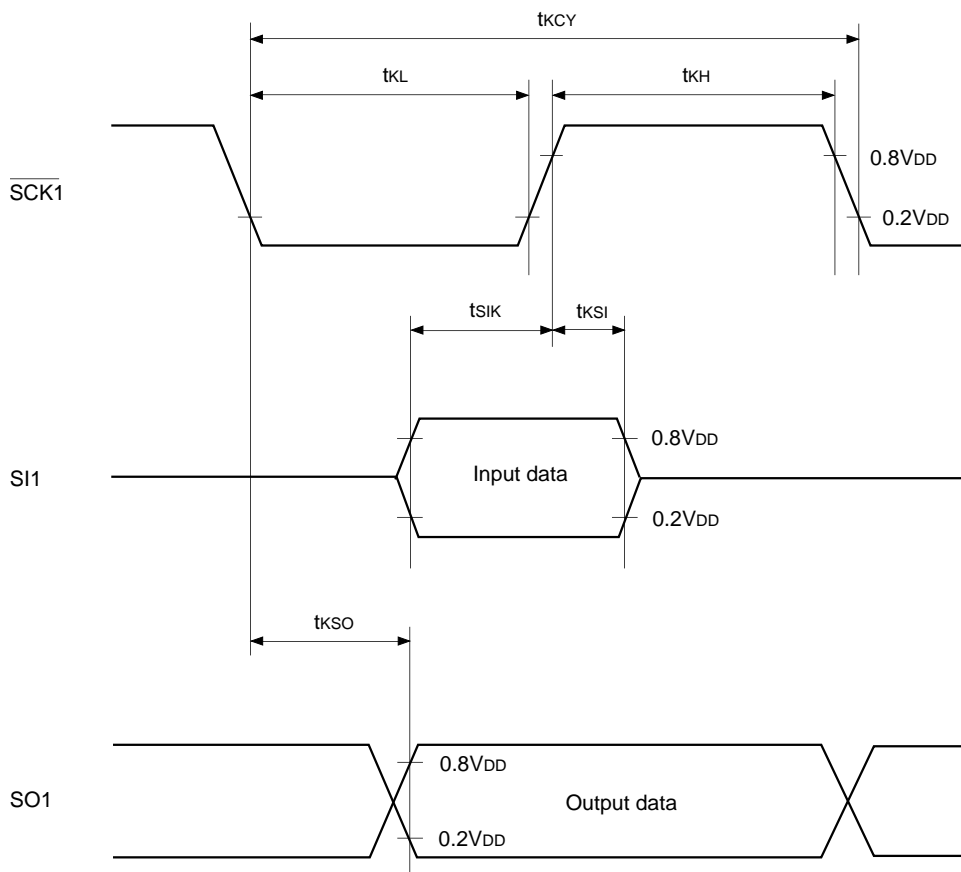 tKCY
tKL
tKH
0.8VDD
SCK1
0.2VDD
tSIK
tKSI
0.8VDD
SI1
Input data
0.2VDD
tKSO
0.8VDD
SO1
Output data
0.2VDD